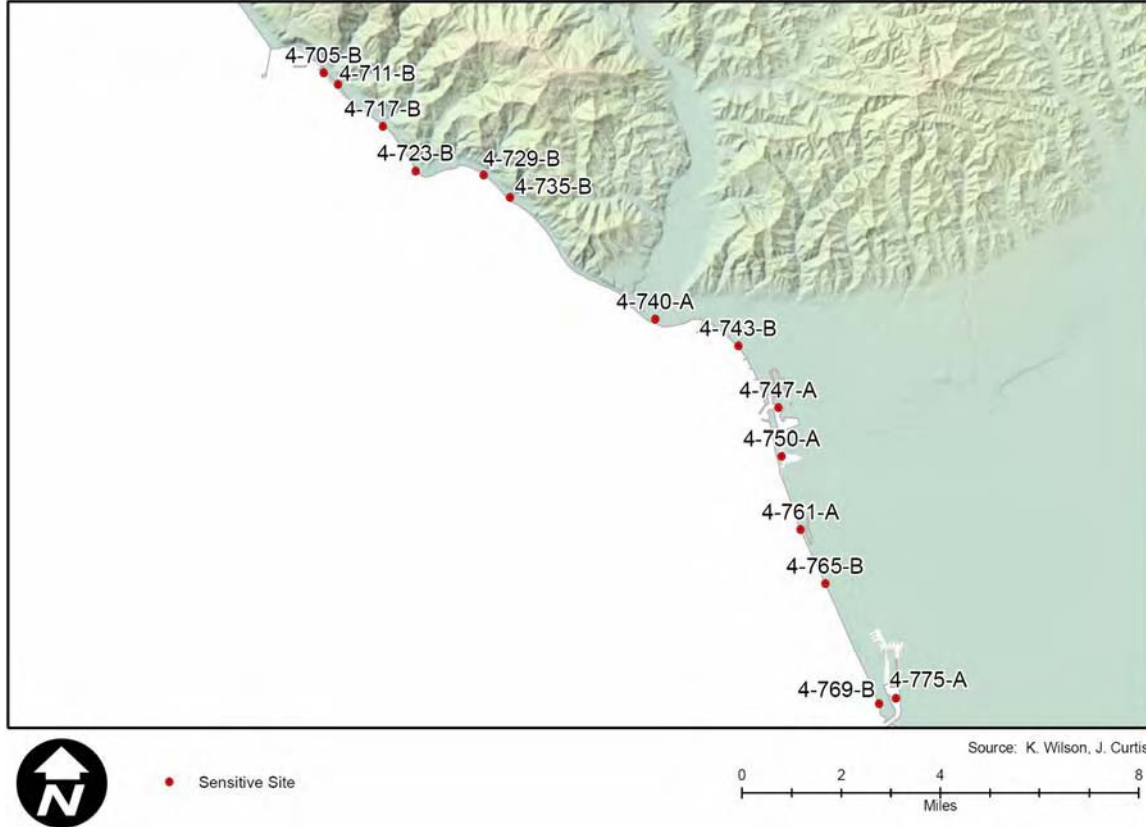 4-705-B
4-711-B
4-717-B
4-723-B
4-729-B
4-735-B
4-740-A
4-743-B
4-747-A
4-750-A
4-761-A
4-765-B
4-769-B
4-775-A
Source: K. Wilson, J. Curtis
N
Sensitive Site
0 2 4 8
Miles